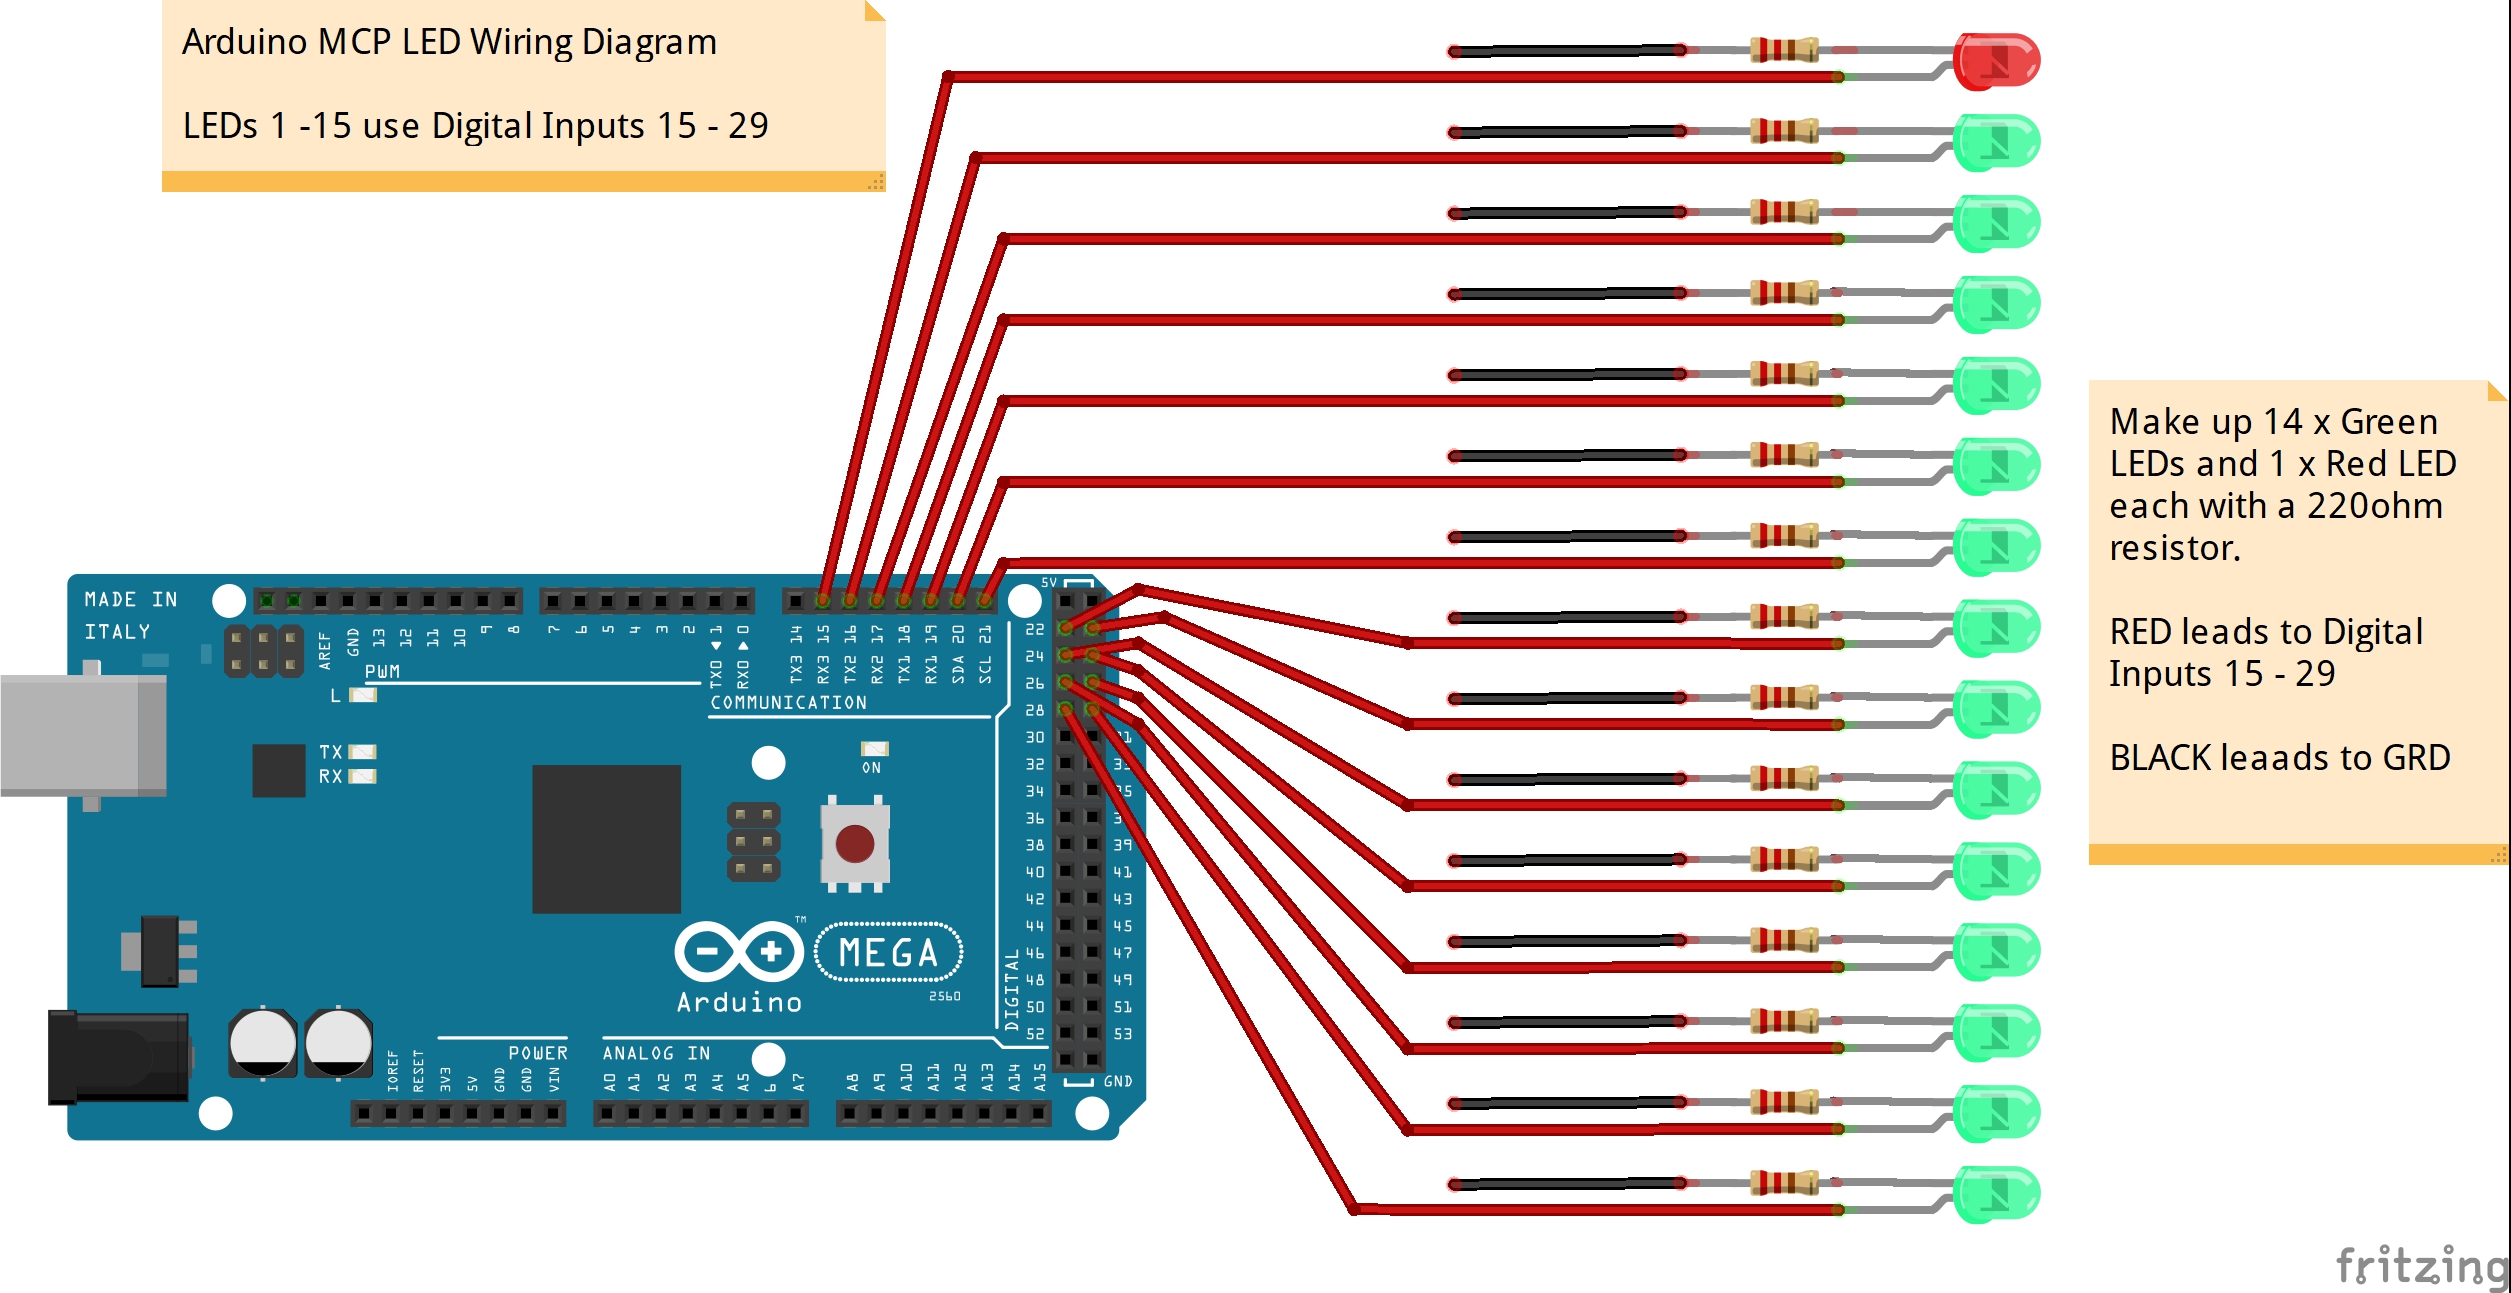 Arduino MCP LED Wiring Diagram
LEDs 1 -15 use Digital Inputs 15 - 29
Make up 14 x Green
LEDs and 1 x Red LED
each with a 220ohm
resistor.
RED leads to Digital
Inputs 15 - 29
BLACK leaads to GRD
MADE IN
ITALY
AREF
GND
13
12
11
10
9
8
7
6
5
4
3
2
TX0 1
RX0 0
TX3 14
RX3 15
TX2 16
RX2 17
TX1 18
RX1 19
SDA 20
SCL 21
PWM
COMMUNICATION
L
TX
RX
ON
5V
22
24
26
28
30
32
34
36
38 39
40 41
42 43
44 45
46 47
48 49
50 51
52 53
GND
DIGITAL
TM
MEGA
2560
Arduino
POWER
ANALOG IN
IOREF
RESET
3V3
5V
GND
GND
VIN
A0
A1
A2
A3
A4
A5
A7
A8
A9
A10
A11
A12
A13
A14
A15
fritzing